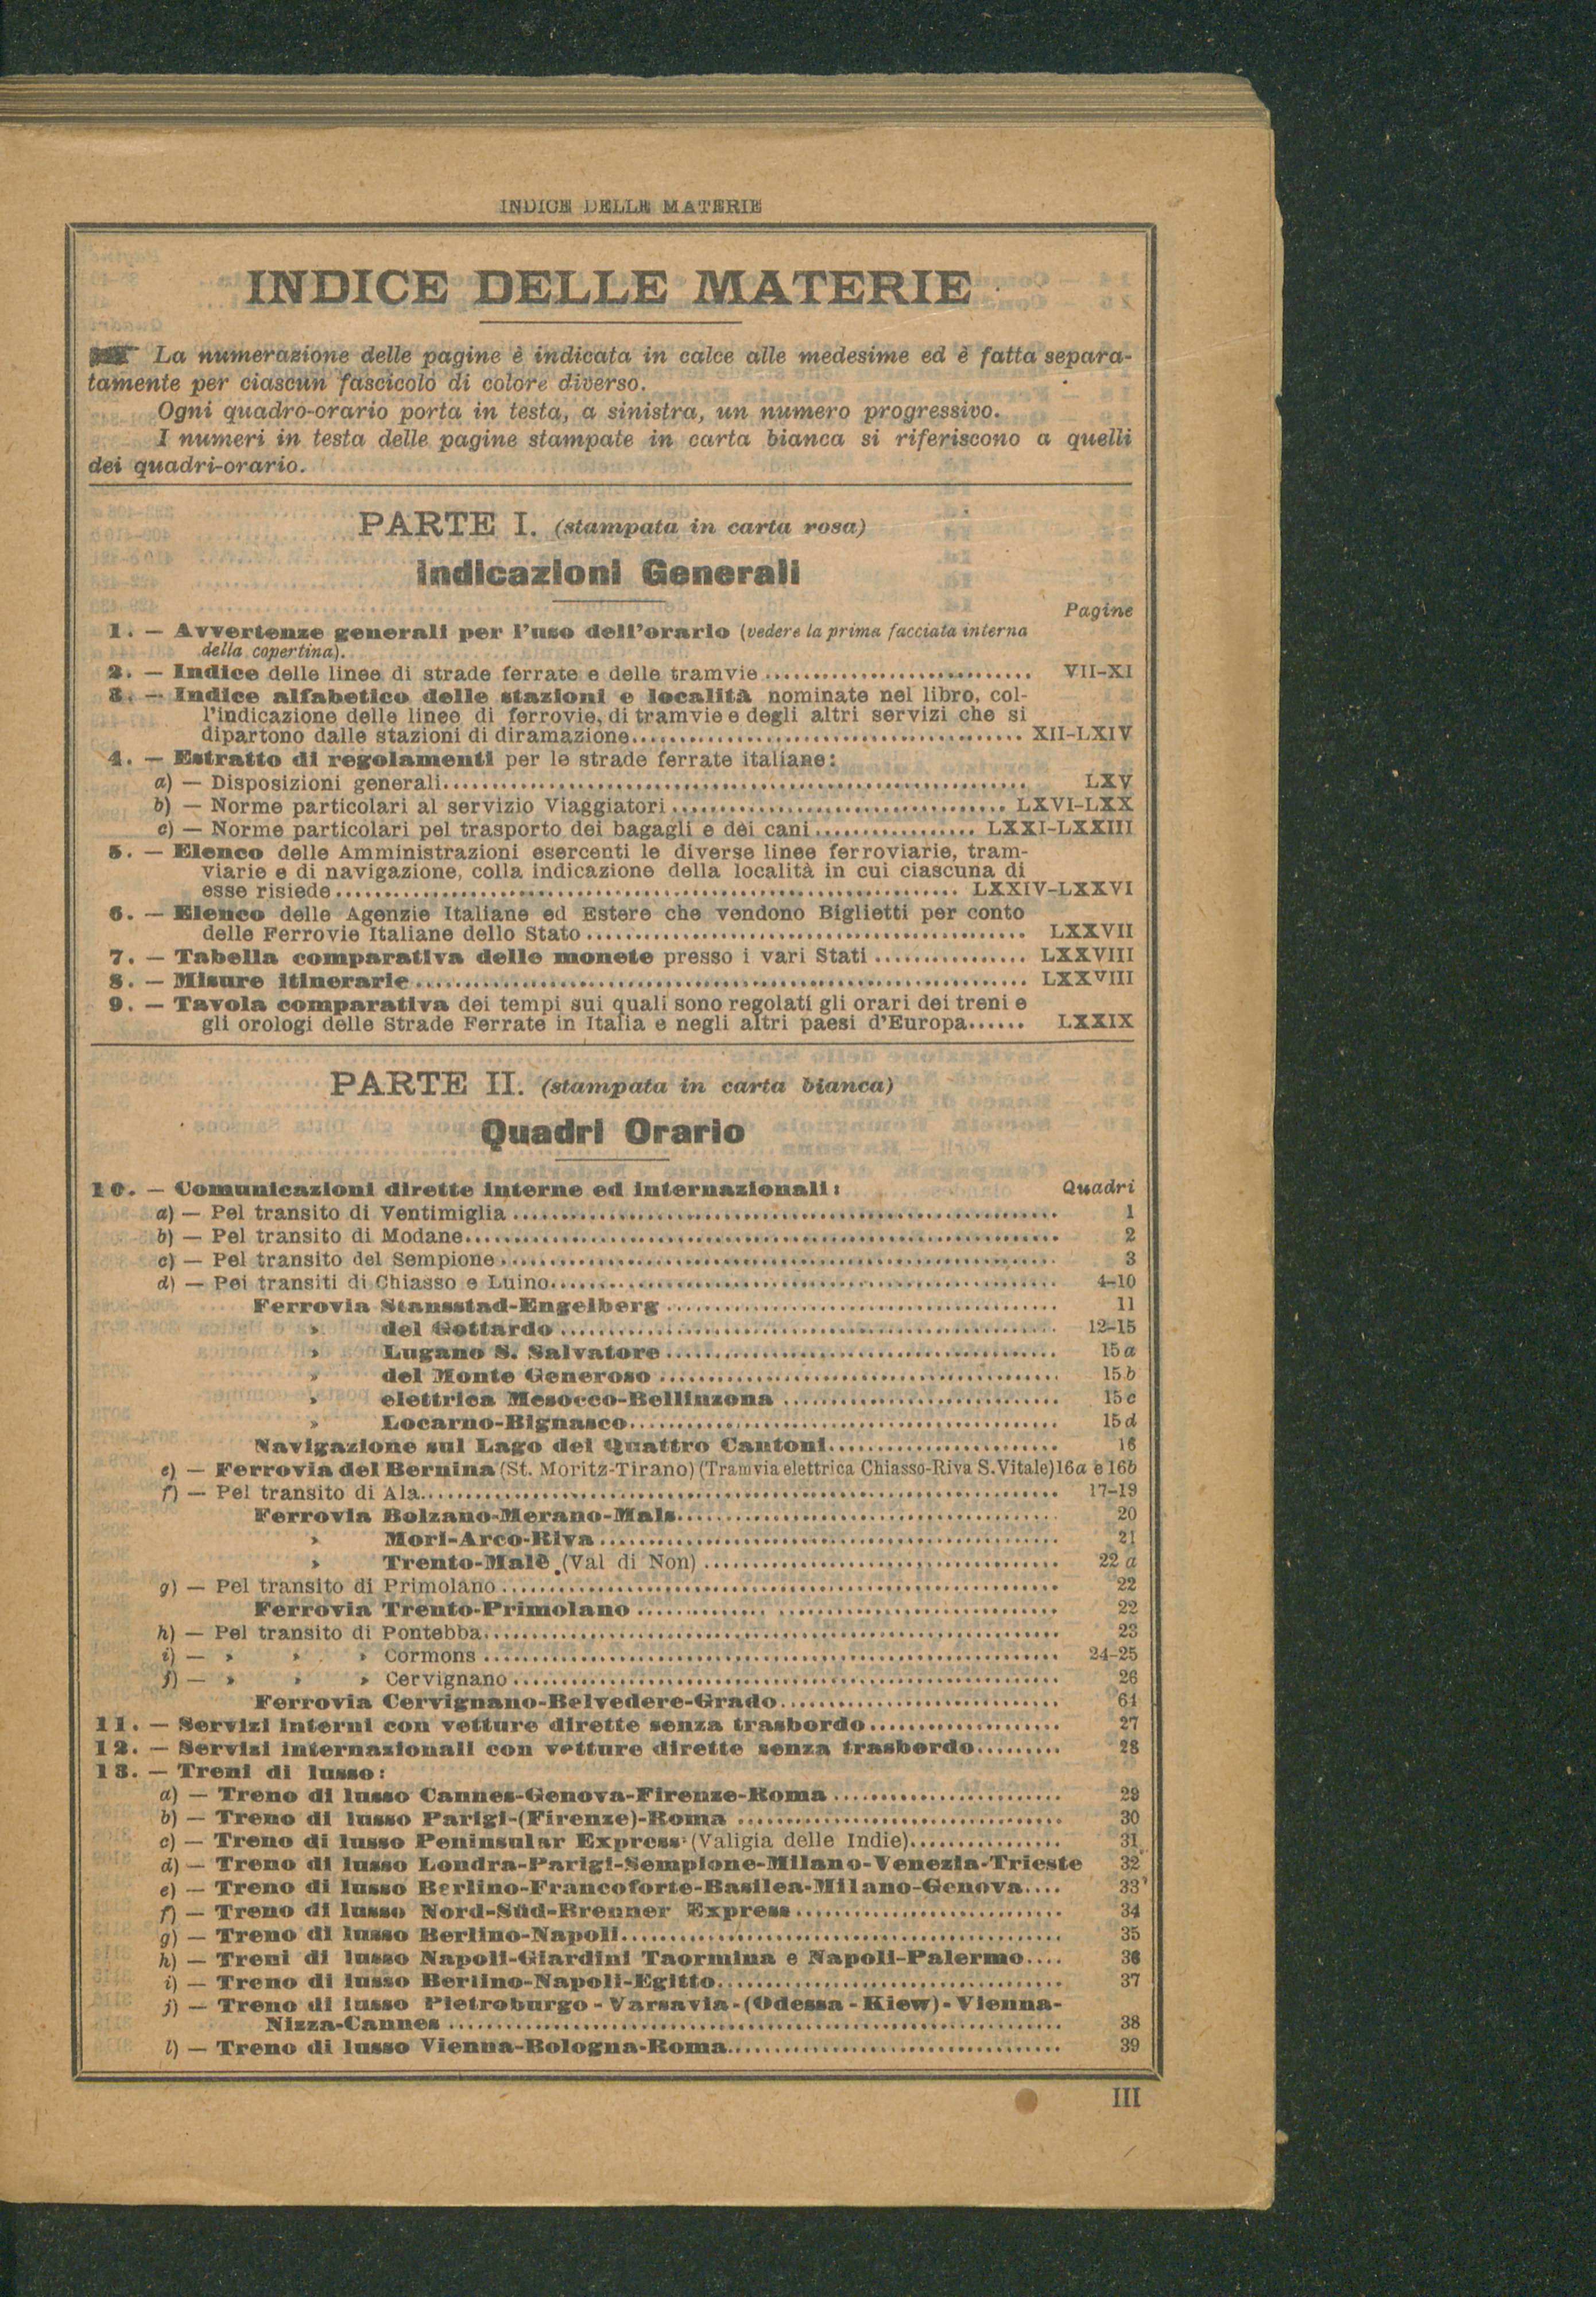 INDICE DELLE MATERIE
INDICE DELLE MATERIE
☛ La numerazione delle pagine è indicata in calce alle medesime ed è fatta separa-
tamente per ciascun fascicolo di colore diverso.
Ogni quadro-orario porta in testa, a sinistra, un numero progressivo.
I numeri in testa delle pagine stampate in carta bianca si riferiscono a quelli
dei quadri-orario.
PARTE I. (stampata in carta rosa)
Indicazioni Generali
Pagine
1. — Avvertenze generali per l'uso dell'orario (vedere la prima facciata interna
della copertina).
2. — Indice delle linee di strade ferrate e delle tramvie ........................... VII-XI
3. — Indice alfabetico delle stazioni e località nominate nel libro, col-
l'indicazione delle linee di ferrovie, di tramvie e degli altri servizi che si
dipartono dalle stazioni di diramazione....................................... XII-LXIV
4. — Estratto di regolamenti per le strade ferrate italiane:
a) — Disposizioni generali........................................................... LXV
b) — Norme particolari al servizio Viaggiatori ................................. LXVI-LXX
c) — Norme particolari pel trasporto dei bagagli e dei cani................. LXXI-LXXIII
5. — Elenco delle Amministrazioni esercenti le diverse linee ferroviarie, tram-
viarie e di navigazione, colla indicazione della località in cui ciascuna di
esse risiede............................................................... LXXIV-LXXVI
6. — Elenco delle Agenzie Italiane ed Estere che vendono Biglietti per conto
delle Ferrovie Italiane dello Stato ............................................ LXXVII
7. — Tabella comparativa delle monete presso i vari Stati ................ LXXVIII
8. — Misure itinerarie............................................................. LXXVIII
9. — Tavola comparativa dei tempi sui quali sono regolati gli orari dei treni e
gli orologi delle Strade Ferrate in Italia e negli altri paesi d'Europa...... LXXIX
PARTE II. (stampata in carta bianca)
Quadri Orario
10. — Comunicazioni dirette interne ed internazionali: Quadri
a) — Pel transito di Ventimiglia ...................................................... 1
b) — Pel transito di Modane............................................................ 2
c) — Pel transito del Sempione........................................................ 3
d) — Pei transiti di Chiasso e Luino................................................... 4-10
Ferrovia Stansstad-Engelberg ........................................ 11
» del Gottardo .................................................. 12-15
» Lugano S. Salvatore ........................................ 15a
» del Monte Generoso ......................................... 15b
» elettrica Mesocco-Bellinzona ............................ 15c
» Locarno-Bignasco............................................ 15d
Navigazione sul Lago dei Quattro Cantoni........................ 16
e) — Ferrovia del Bernina (St. Moritz-Tirano) (Tramvia elettrica Chiasso-Riva S.Vitale) 16a e 16b
f) — Pel transito di Ala................................................................ 17-19
Ferrovia Bolzano-Merano-Mals....................................... 20
» Mori-Arco-Riva............................................... 21
» Trento-Malè (Val di Non) .................................... 22 a
g) — Pel transito di Primolano ........................................................ 22
Ferrovia Trento-Primolano ............................................ 22
h) — Pel transito di Pontebba.......................................................... 23
i) — » » » Cormons .......................................................... 24-25
j) — » » » Cervignano ....................................................... 26
Ferrovia Cervignano-Belvedere-Grado............................ 61
11. — Servizi interni con vetture dirette senza trasbordo................... 27
12. — Servizi internazionali con vetture dirette senza trasbordo......... 28
13. — Treni di lusso:
a) — Treno di lusso Cannes-Genova-Firenze-Roma ....................... 29
b) — Treno di lusso Parigi-(Firenze)-Roma ................................. 30
c) — Treno di lusso Peninsular Express (Valigia delle Indie)............... 31
d) — Treno di lusso Londra-Parigi-Sempione-Milano-Venezia-Trieste 32
e) — Treno di lusso Berlino-Francoforte-Basilea-Milano-Genova.... 33
f) — Treno di lusso Nord-Süd-Brenner Express........................... 34
g) — Treno di lusso Berlino-Napoli............................................. 35
h) — Treni di lusso Napoli-Giardini Taormina e Napoli-Palermo.... 36
i) — Treno di lusso Berlino-Napoli-Egitto................................... 37
j) — Treno di lusso Pietroburgo-Varsavia-(Odessa-Kiew)-Vienna-
Nizza-Cannes .............................................................. 38
l) — Treno di lusso Vienna-Bologna-Roma.................................. 39
III